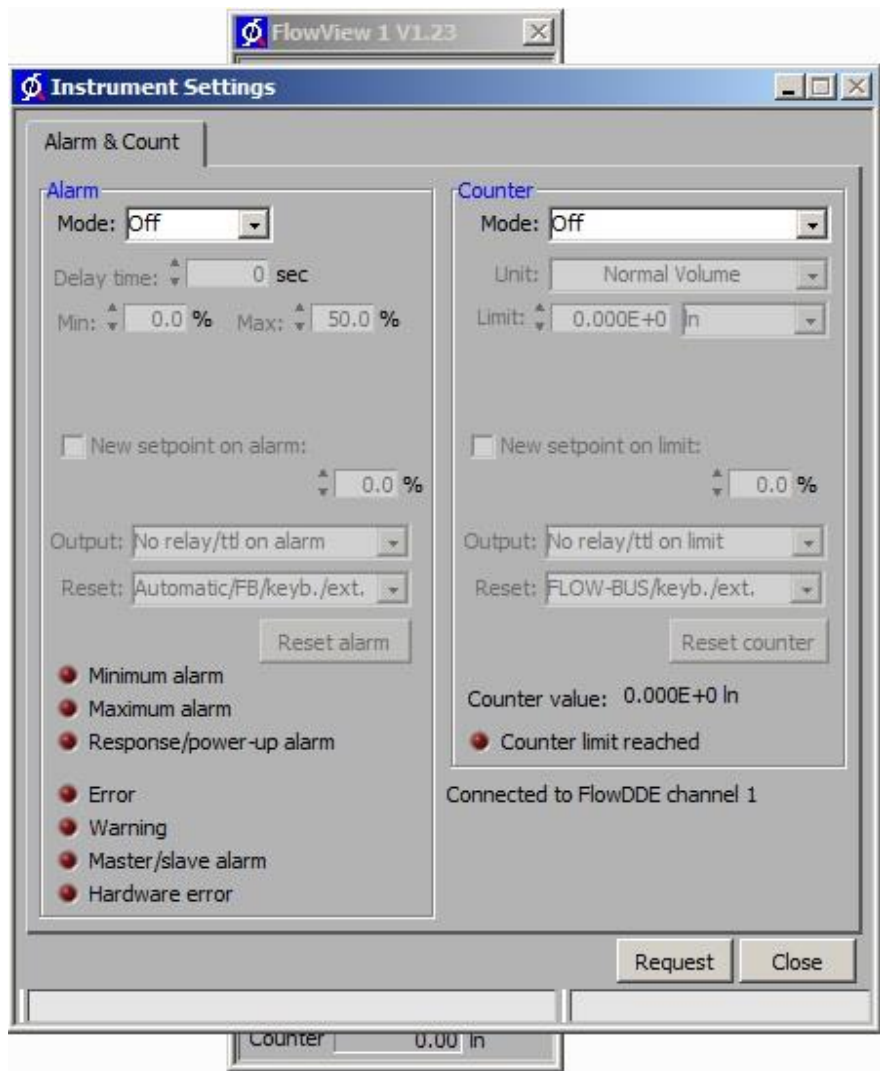 FlowView 1 V1.23
Instrument Settings
Alarm & Count
Alarm
Mode: Off
Delay time: 0 sec
Min: 0.0 % Max: 50.0 %
New setpoint on alarm:
0.0 %
Output: No relay/ttl on alarm
Reset: Automatic/FB/keyb./ext.
Reset alarm
Minimum alarm
Maximum alarm
Response/power-up alarm
Error
Warning
Master/slave alarm
Hardware error
Counter
Mode: Off
Unit: Normal Volume
Limit: 0.000E+0 ln
New setpoint on limit:
0.0 %
Output: No relay/ttl on limit
Reset: FLOW-BUS/keyb./ext.
Reset counter
Counter value: 0.000E+0 ln
Counter limit reached
Connected to FlowDDE channel 1
Request Close
Counter 0.00 ln